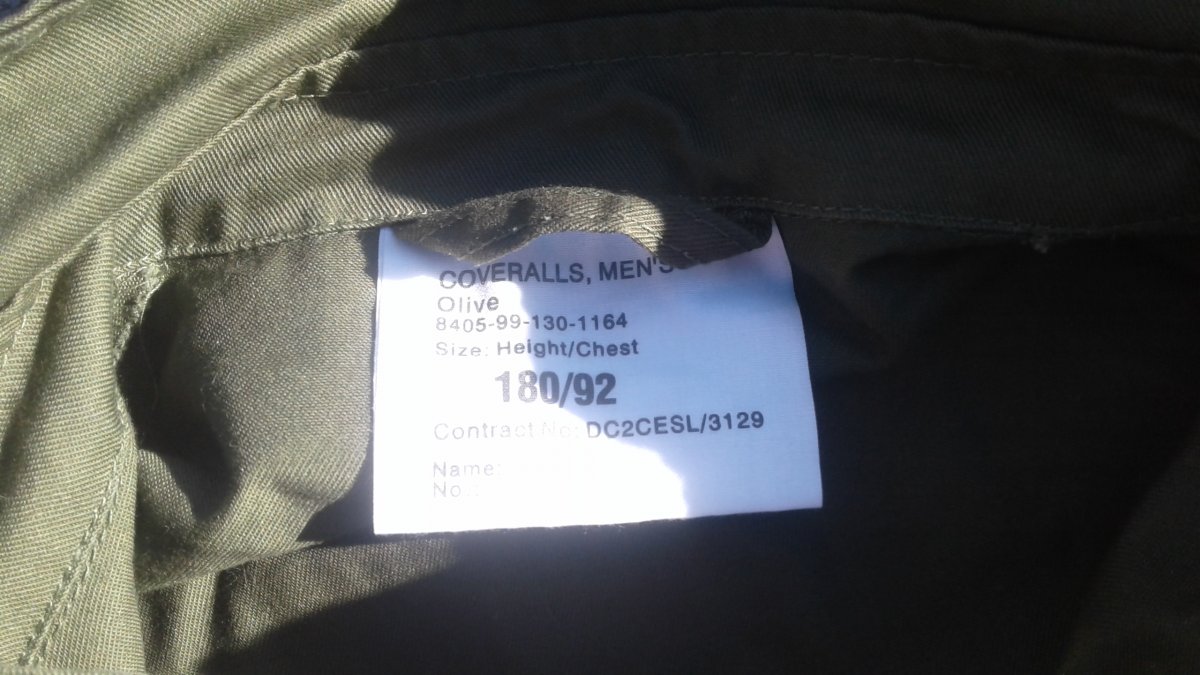 COVERALLS, MEN'S
Olive
8405-99-130-1164
Size: Height/Chest
180/92
Contract No: DC2CESL/3129
Name:
No.: